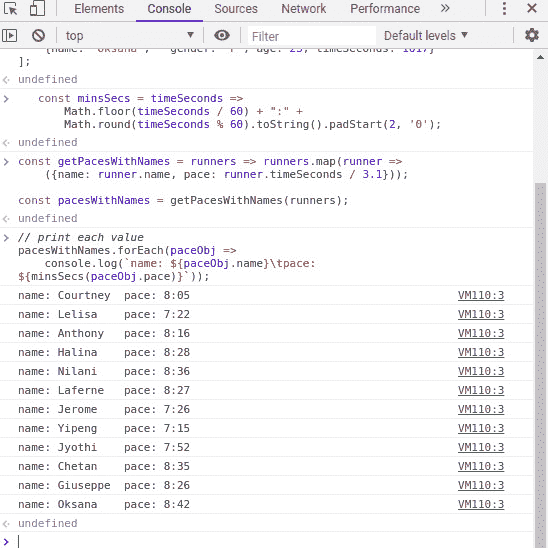 Elements Console Sources Network Performance »
top Filter Default levels
];
undefined
const minsSecs = timeSeconds =>
Math.floor(timeSeconds / 60) + ":" +
Math.round(timeSeconds % 60).toString().padStart(2, '0');
undefined
const getPacesWithNames = runners => runners.map(runner =>
({name: runner.name, pace: runner.timeSeconds / 3.1}));
const pacesWithNames = getPacesWithNames(runners);
undefined
// print each value
pacesWithNames.forEach(paceObj =>
console.log(`name: ${paceObj.name}\tpace:
${minsSecs(paceObj.pace)}`));
name: Courtney pace: 8:05 VM110:3
name: Lelisa pace: 7:22 VM110:3
name: Anthony pace: 8:16 VM110:3
name: Halina pace: 8:28 VM110:3
name: Nilani pace: 8:36 VM110:3
name: Laferne pace: 8:27 VM110:3
name: Jerome pace: 7:26 VM110:3
name: Yipeng pace: 7:15 VM110:3
name: Jyothi pace: 7:52 VM110:3
name: Chetan pace: 8:35 VM110:3
name: Giuseppe pace: 8:26 VM110:3
name: Oksana pace: 8:42 VM110:3
undefined